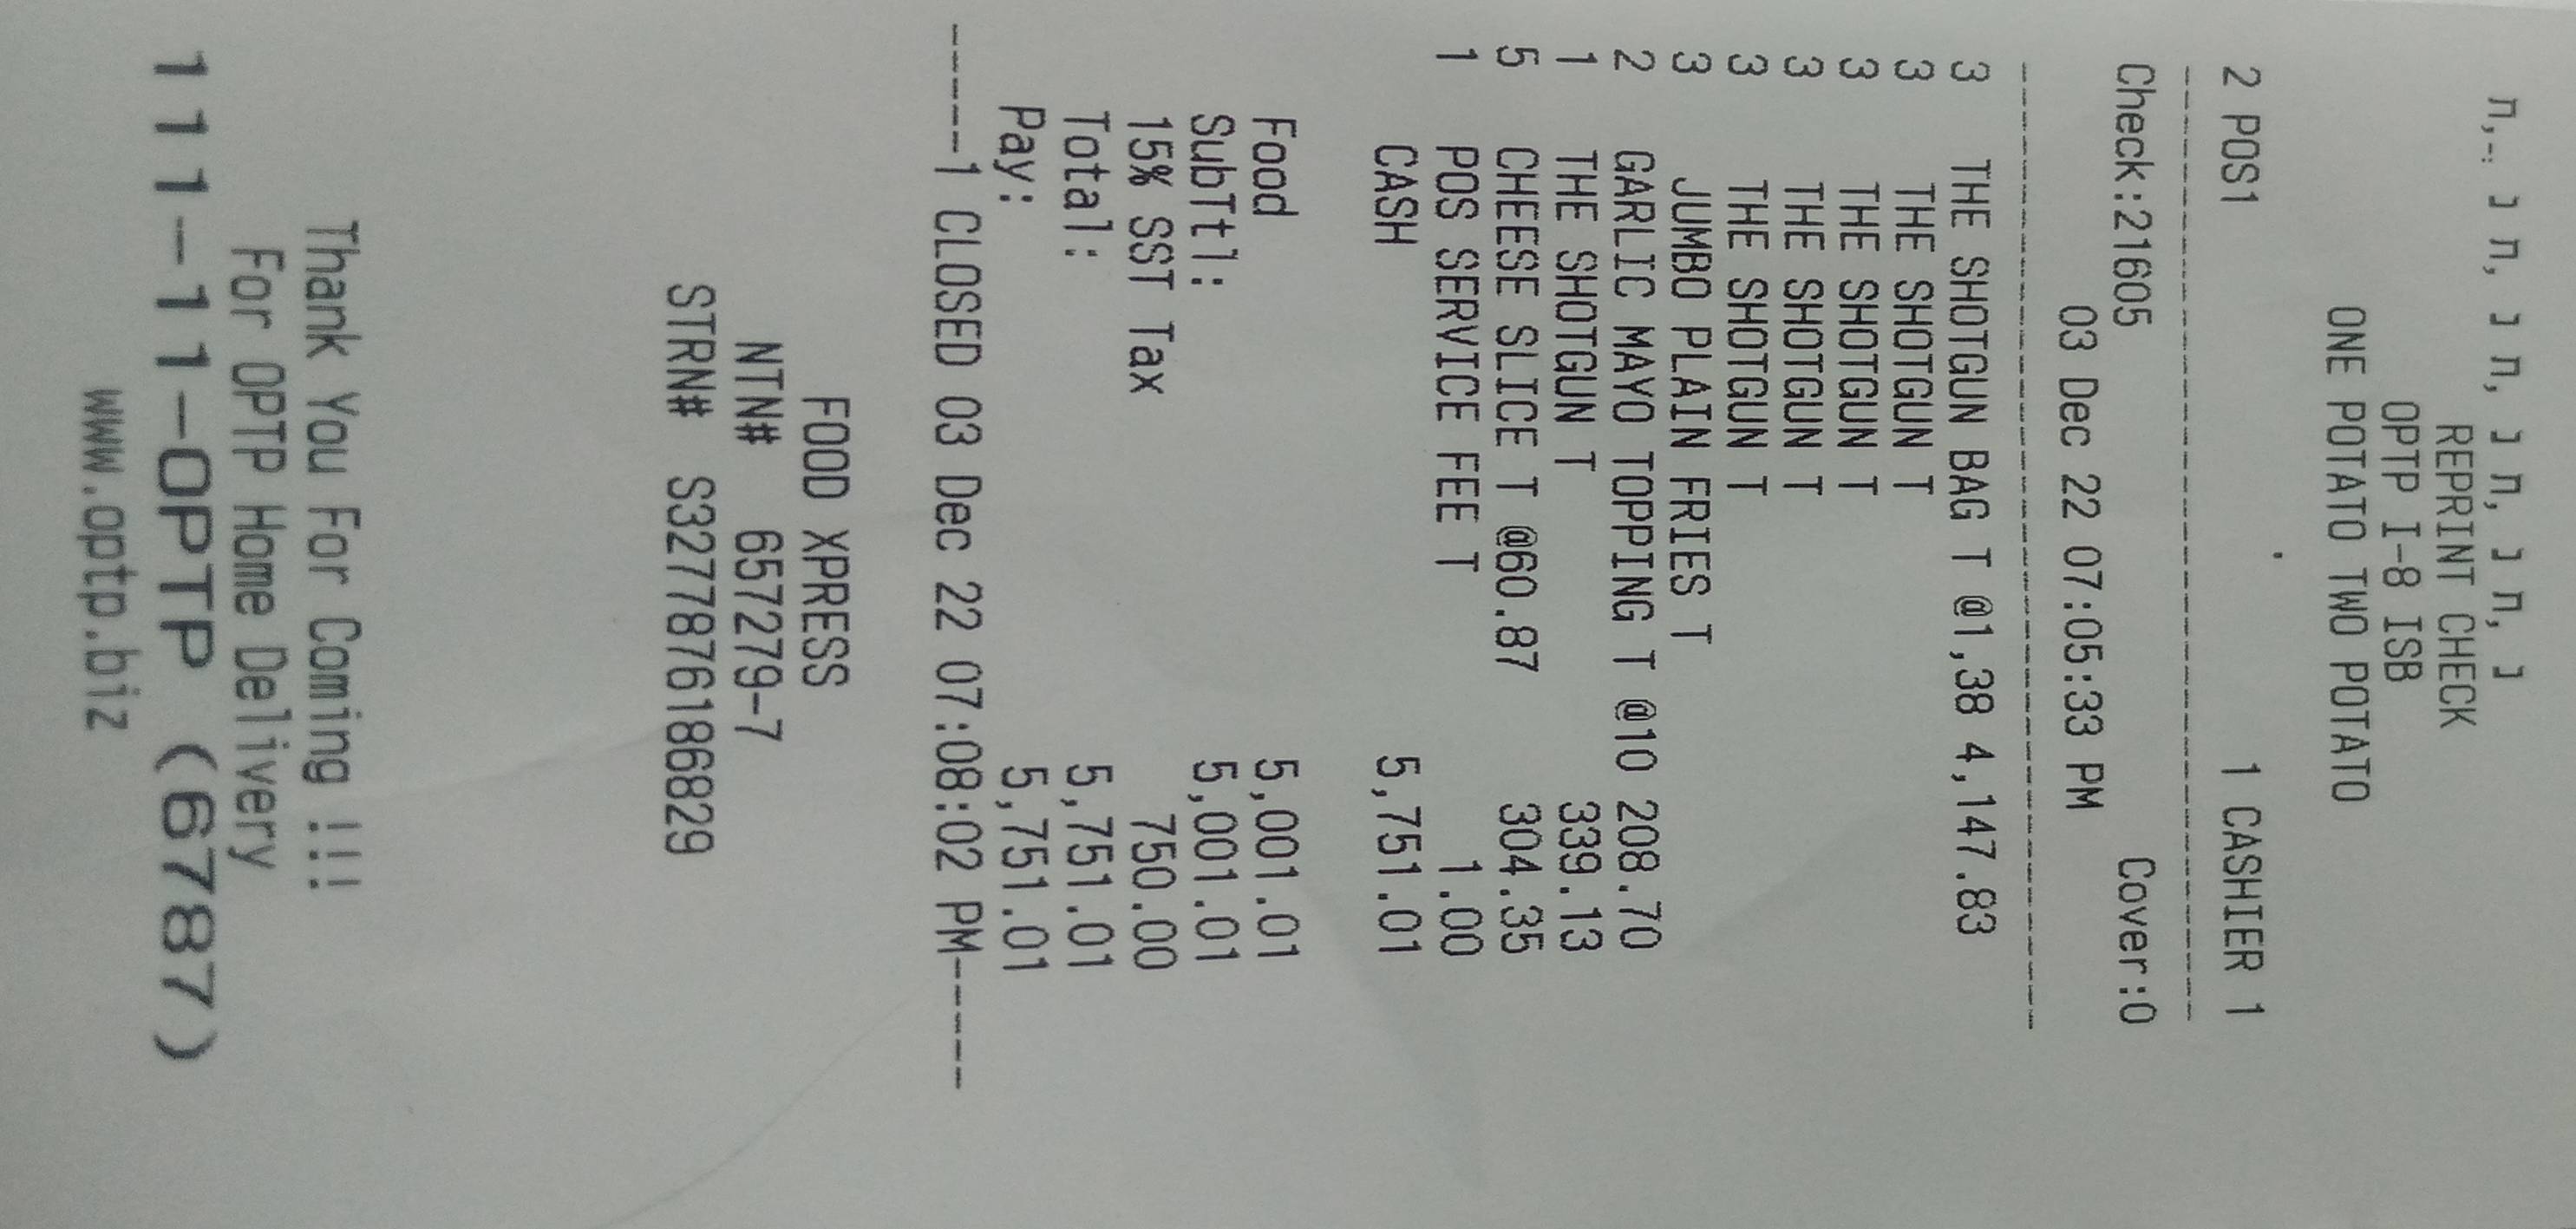 REPRINT CHECK
OPTP I-8 ISB
ONE POTATO TWO POTATO
2 POS1 1 CASHIER 1
Check:21605 Cover:0
03 Dec 22 07:05:33 PM
3 THE SHOTGUN BAG T @1,38 4,147.83
3 THE SHOTGUN T
3 THE SHOTGUN T
3 THE SHOTGUN T
3 THE SHOTGUN T
3 JUMBO PLAIN FRIES T
2 GARLIC MAYO TOPPING T @10 208.70
1 THE SHOTGUN T 339.13
5 CHEESE SLICE T @60.87 304.35
1 POS SERVICE FEE T 1.00
CASH 5,751.01
Food 5,001.01
SubTtl: 5,001.01
15% SST Tax 750.00
Total: 5,751.01
Pay: 5,751.01
-----1 CLOSED 03 Dec 22 07:08:02 PM-----
FOOD XPRESS
NTN# 657279-7
STRN# S3277876186829
Thank You For Coming !!!
For OPTP Home Delivery
111-11-OPTP (6787)
www.optp.biz